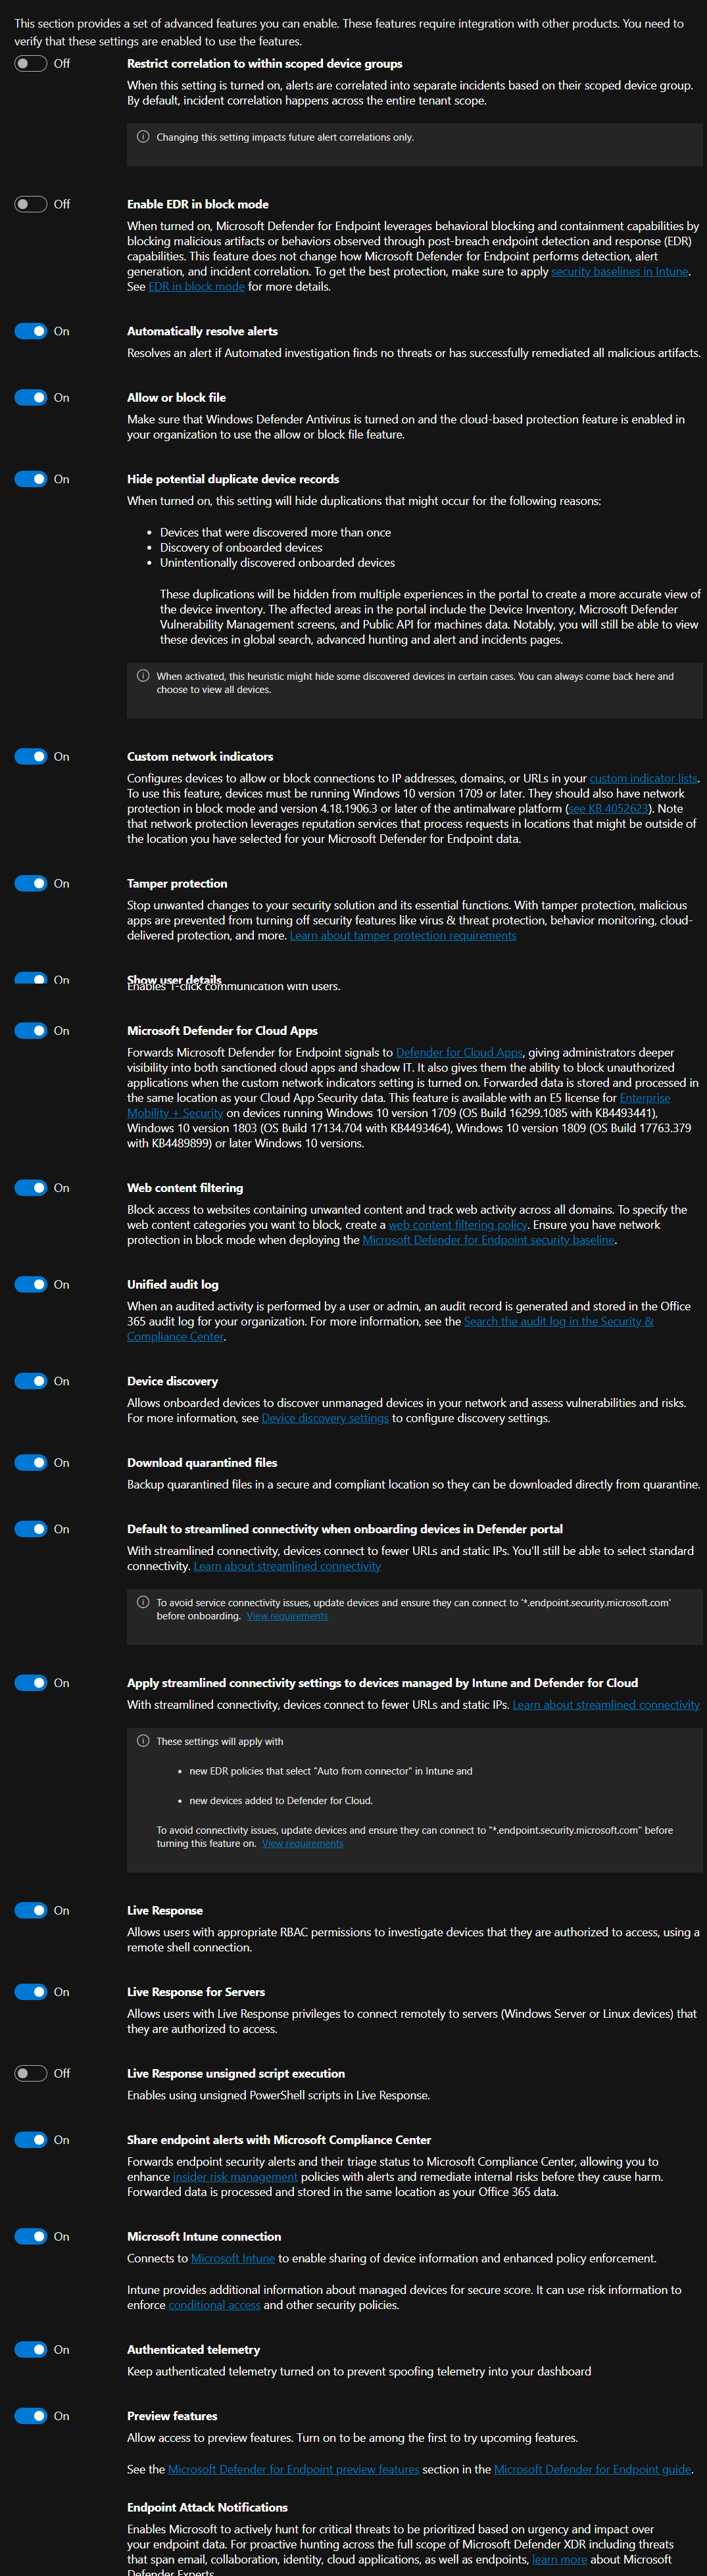 This section provides a set of advanced features you can enable. These features require integration with other products. You need to
verify that these settings are enabled to use the features.
Off
Restrict correlation to within scoped device groups
When this setting is turned on, alerts are correlated into separate incidents based on their scoped device group.
By default, incident correlation happens across the entire tenant scope.
Changing this setting impacts future alert correlations only.
Off
Enable EDR in block mode
When turned on, Microsoft Defender for Endpoint leverages behavioral blocking and containment capabilities by
blocking malicious artifacts or behaviors observed through post-breach endpoint detection and response (EDR)
capabilities. This feature does not change how Microsoft Defender for Endpoint performs detection, alert
generation, and incident correlation. To get the best protection, make sure to apply security baselines in Intune.
See EDR in block mode for more details.
On
Automatically resolve alerts
Resolves an alert if Automated investigation finds no threats or has successfully remediated all malicious artifacts.
On
Allow or block file
Make sure that Windows Defender Antivirus is turned on and the cloud-based protection feature is enabled in
your organization to use the allow or block file feature.
On
Hide potential duplicate device records
When turned on, this setting will hide duplications that might occur for the following reasons:
• Devices that were discovered more than once
• Discovery of onboarded devices
• Unintentionally discovered onboarded devices
These duplications will be hidden from multiple experiences in the portal to create a more accurate view of
the device inventory. The affected areas in the portal include the Device Inventory, Microsoft Defender
Vulnerability Management screens, and Public API for machines data. Notably, you will still be able to view
these devices in global search, advanced hunting and alert and incidents pages.
When activated, this heuristic might hide some discovered devices in certain cases. You can always come back here and
choose to view all devices.
On
Custom network indicators
Configures devices to allow or block connections to IP addresses, domains, or URLs in your custom indicator lists.
To use this feature, devices must be running Windows 10 version 1709 or later. They should also have network
protection in block mode and version 4.18.1906.3 or later of the antimalware platform (see KB 4052623). Note
that network protection leverages reputation services that process requests in locations that might be outside of
the location you have selected for your Microsoft Defender for Endpoint data.
On
Tamper protection
Stop unwanted changes to your security solution and its essential functions. With tamper protection, malicious
apps are prevented from turning off security features like virus & threat protection, behavior monitoring, cloud-
delivered protection, and more. Learn about tamper protection requirements
On
Show user details
Enables 1-click communication with users.
On
Microsoft Defender for Cloud Apps
Forwards Microsoft Defender for Endpoint signals to Defender for Cloud Apps, giving administrators deeper
visibility into both sanctioned cloud apps and shadow IT. It also gives them the ability to block unauthorized
applications when the custom network indicators setting is turned on. Forwarded data is stored and processed in
the same location as your Cloud App Security data. This feature is available with an E5 license for Enterprise
Mobility + Security on devices running Windows 10 version 1709 (OS Build 16299.1085 with KB4493441),
Windows 10 version 1803 (OS Build 17134.704 with KB4493464), Windows 10 version 1809 (OS Build 17763.379
with KB4489899) or later Windows 10 versions.
On
Web content filtering
Block access to websites containing unwanted content and track web activity across all domains. To specify the
web content categories you want to block, create a web content filtering policy. Ensure you have network
protection in block mode when deploying the Microsoft Defender for Endpoint security baseline.
On
Unified audit log
When an audited activity is performed by a user or admin, an audit record is generated and stored in the Office
365 audit log for your organization. For more information, see the Search the audit log in the Security &
Compliance Center.
On
Device discovery
Allows onboarded devices to discover unmanaged devices in your network and assess vulnerabilities and risks.
For more information, see Device discovery settings to configure discovery settings.
On
Download quarantined files
Backup quarantined files in a secure and compliant location so they can be downloaded directly from quarantine.
On
Default to streamlined connectivity when onboarding devices in Defender portal
With streamlined connectivity, devices connect to fewer URLs and static IPs. You'll still be able to select standard
connectivity. Learn about streamlined connectivity
To avoid service connectivity issues, update devices and ensure they can connect to '*.endpoint.security.microsoft.com'
before onboarding. View requirements
On
Apply streamlined connectivity settings to devices managed by Intune and Defender for Cloud
With streamlined connectivity, devices connect to fewer URLs and static IPs. Learn about streamlined connectivity
These settings will apply with
• new EDR policies that select "Auto from connector" in Intune and
• new devices added to Defender for Cloud.
To avoid connectivity issues, update devices and ensure they can connect to "*.endpoint.security.microsoft.com" before
turning this feature on. View requirements
On
Live Response
Allows users with appropriate RBAC permissions to investigate devices that they are authorized to access, using a
remote shell connection.
On
Live Response for Servers
Allows users with Live Response privileges to connect remotely to servers (Windows Server or Linux devices) that
they are authorized to access.
Off
Live Response unsigned script execution
Enables using unsigned PowerShell scripts in Live Response.
On
Share endpoint alerts with Microsoft Compliance Center
Forwards endpoint security alerts and their triage status to Microsoft Compliance Center, allowing you to
enhance insider risk management policies with alerts and remediate internal risks before they cause harm.
Forwarded data is processed and stored in the same location as your Office 365 data.
On
Microsoft Intune connection
Connects to Microsoft Intune to enable sharing of device information and enhanced policy enforcement.
Intune provides additional information about managed devices for secure score. It can use risk information to
enforce conditional access and other security policies.
On
Authenticated telemetry
Keep authenticated telemetry turned on to prevent spoofing telemetry into your dashboard
On
Preview features
Allow access to preview features. Turn on to be among the first to try upcoming features.
See the Microsoft Defender for Endpoint preview features section in the Microsoft Defender for Endpoint guide.
Endpoint Attack Notifications
Enables Microsoft to actively hunt for critical threats to be prioritized based on urgency and impact over
your endpoint data. For proactive hunting across the full scope of Microsoft Defender XDR including threats
that span email, collaboration, identity, cloud applications, as well as endpoints, learn more about Microsoft
Defender Experts.